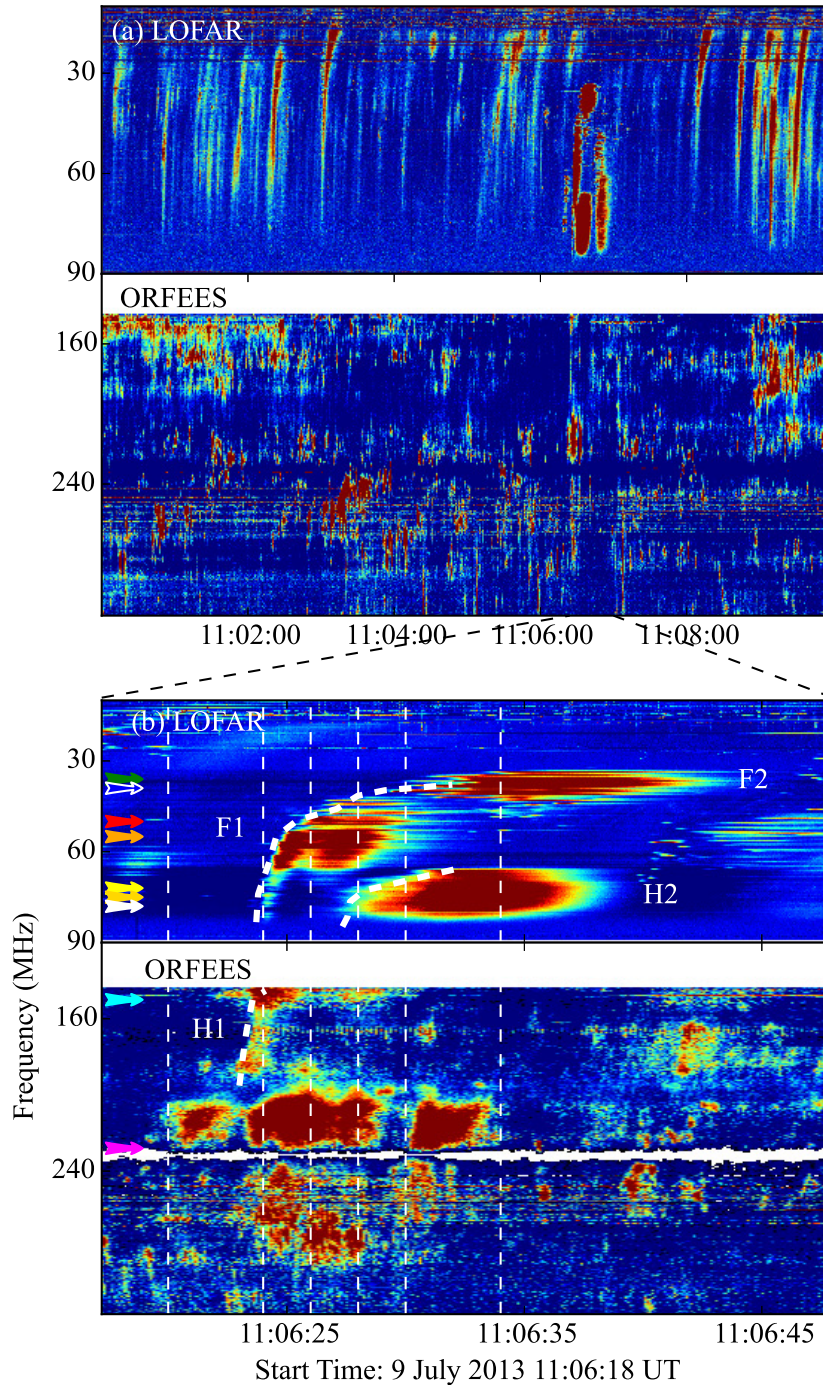 (a) LOFAR
30
60
90
ORFEES
160
240
11:02:00 11:04:00 11:06:00 11:08:00
(b) LOFAR
30
F2
F1
60
H2
90
ORFEES
160
H1
240
Frequency (MHz)
11:06:25 11:06:35 11:06:45
Start Time: 9 July 2013 11:06:18 UT